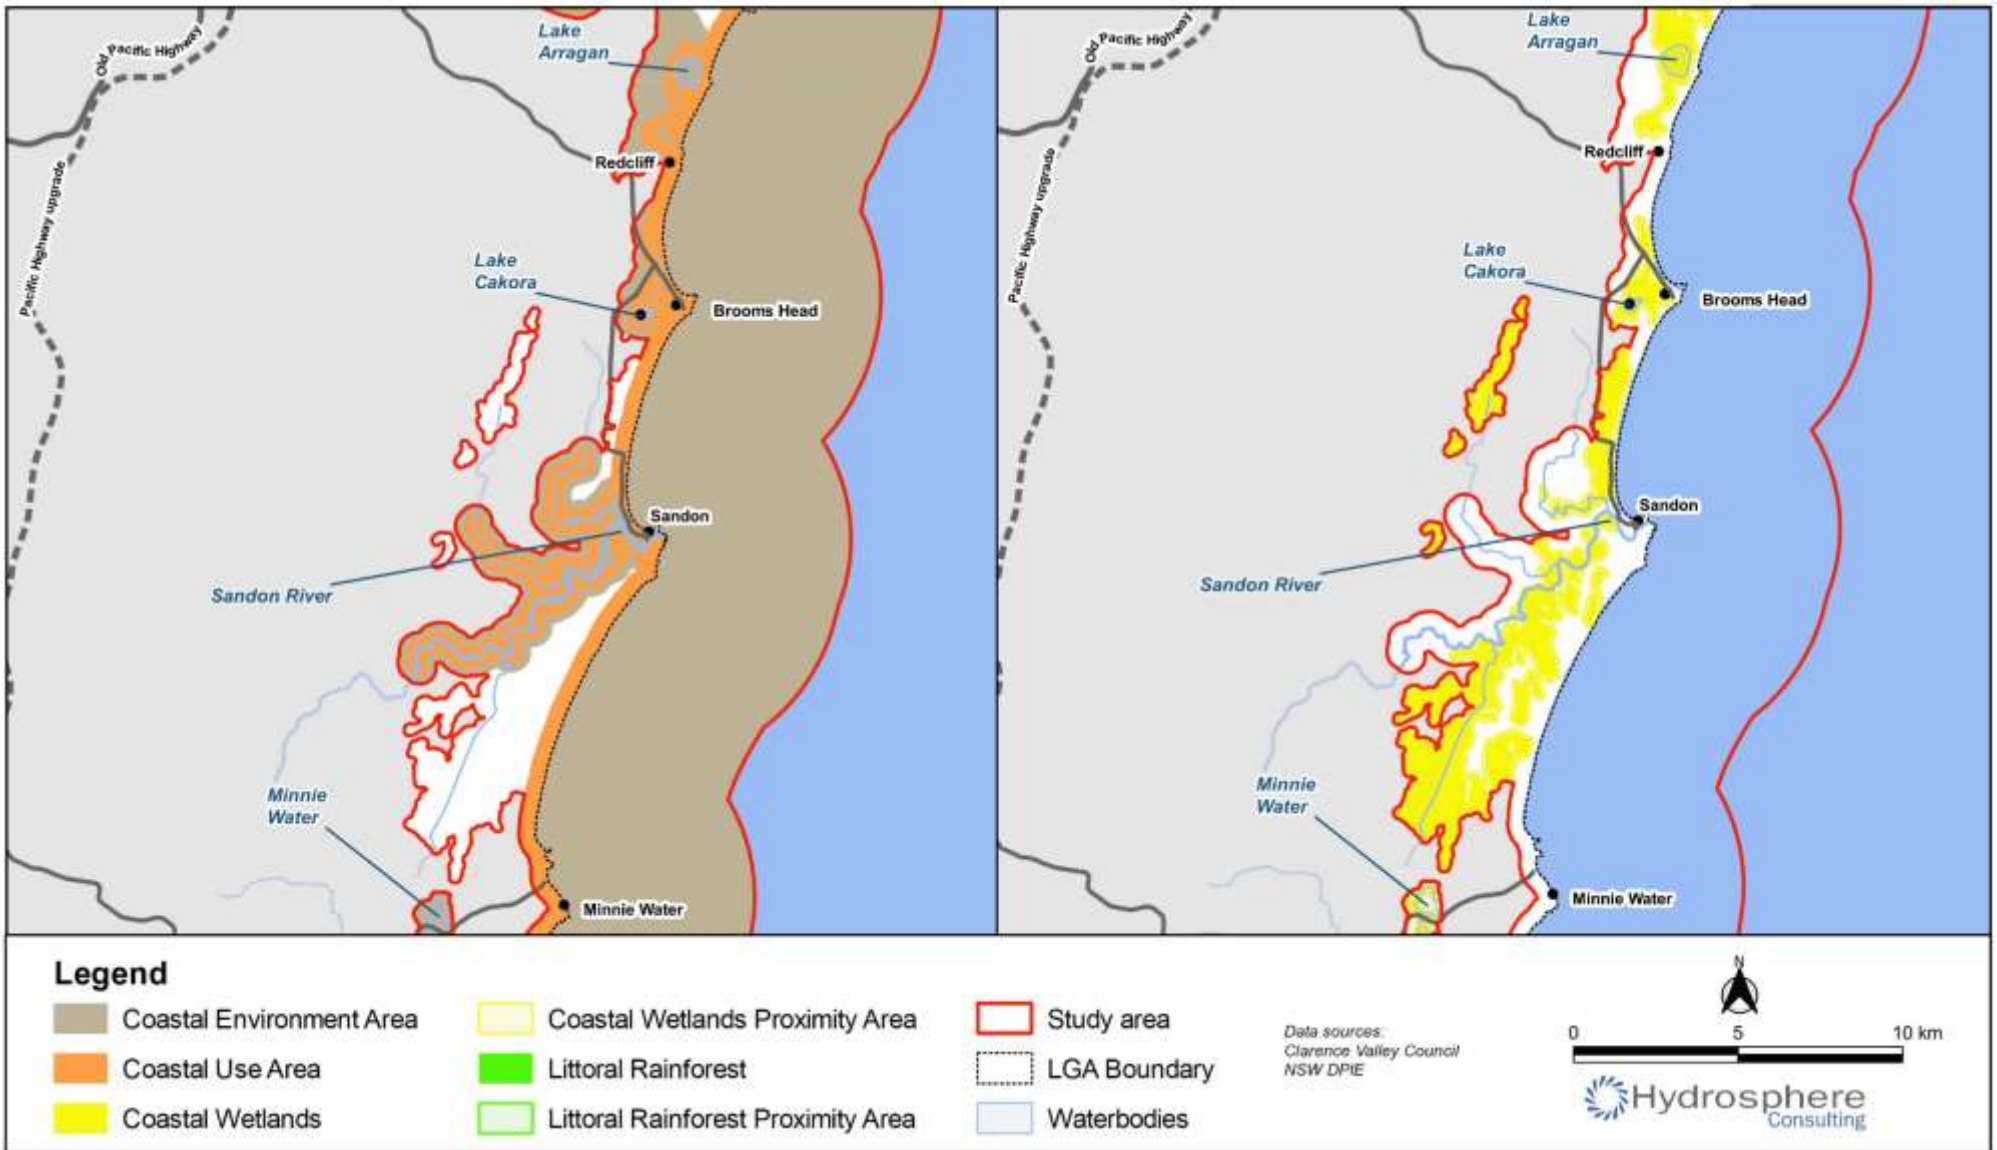 Old
Pacific Highway
Lake
Arragan
Pacific Highway upgrade
Redcliff
Lake
Cakora
Brooms Head
Sandon
Sandon River
Minnie
Water
Minnie Water
Old
Pacific Highway
Lake
Arragan
Pacific Highway upgrade
Redcliff
Lake
Cakora
Brooms Head
Sandon
Sandon River
Minnie
Water
Minnie Water
Legend
Coastal Environment Area
Coastal Use Area
Coastal Wetlands
Coastal Wetlands Proximity Area
Littoral Rainforest
Littoral Rainforest Proximity Area
Study area
LGA Boundary
Waterbodies
Data sources:
Clarence Valley Council
NSW DPIE
N
0 5 10 km
Hydrosphere
Consulting